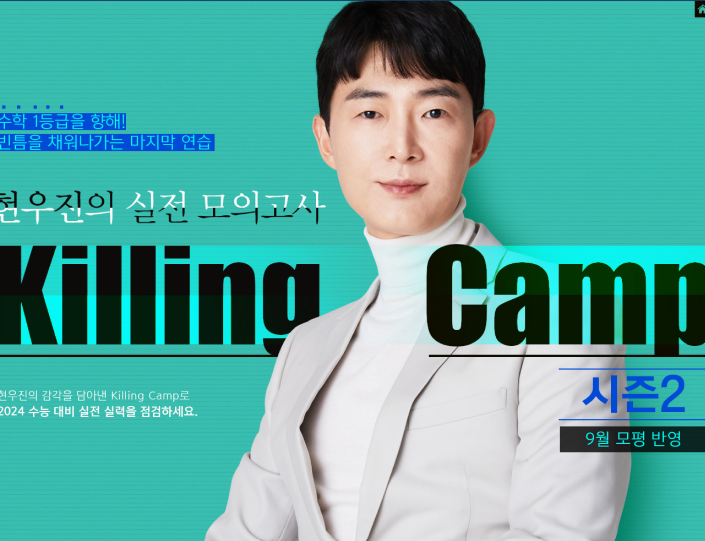 수학 1등급을 향해!
빈틈을 채워나가는 마지막 연습
현우진의 실전 모의고사
Killing Camp
시즌2
9월 모평 반영
현우진의 감각을 담아낸 Killing Camp로
2024 수능 대비 실전 실력을 점검하세요.